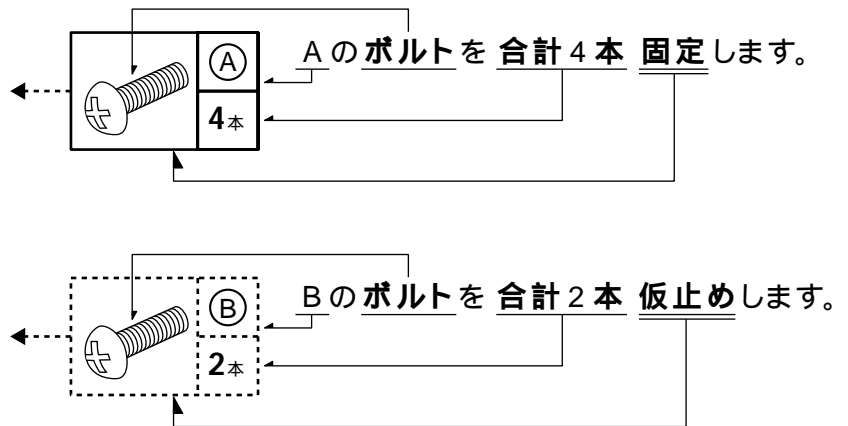 Ⓐ
4本
Aのボルトを 合計4本 固定します。
Ⓑ
2本
Bのボルトを 合計2本 仮止めします。